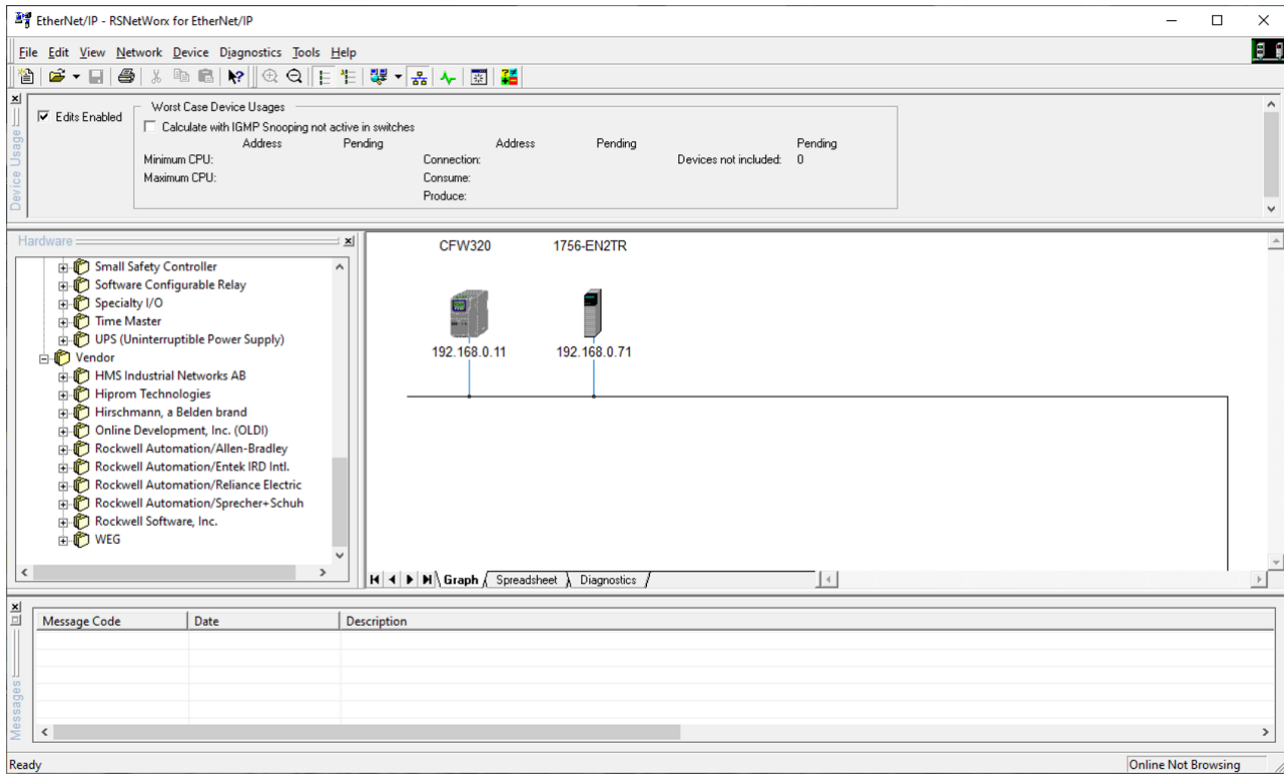 EtherNet/IP - RSNetWorx for EtherNet/IP
File Edit View Network Device Diagnostics Tools Help
Device Usage
Edits Enabled
Worst Case Device Usages
Calculate with IGMP Snooping not active in switches
Address Pending Address Pending Pending
Minimum CPU: Connection: Devices not included: 0
Maximum CPU: Consume:
Produce:
Hardware
Small Safety Controller
Software Configurable Relay
Specialty I/O
Time Master
UPS (Uninterruptible Power Supply)
Vendor
HMS Industrial Networks AB
Hiprom Technologies
Hirschmann, a Belden brand
Online Development, Inc. (OLDI)
Rockwell Automation/Allen-Bradley
Rockwell Automation/Entek IRD Intl.
Rockwell Automation/Reliance Electric
Rockwell Automation/Sprecher+Schuh
Rockwell Software, Inc.
WEG
CFW320 1756-EN2TR
192.168.0.11 192.168.0.71
Graph Spreadsheet Diagnostics
Messages
Message Code Date Description
Ready Online Not Browsing